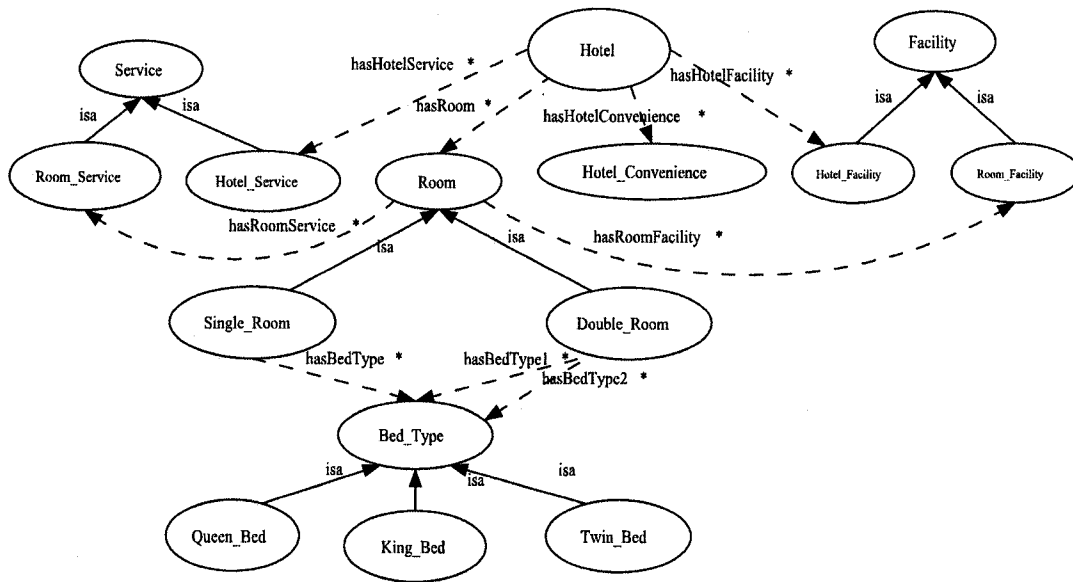 Hotel
Facility
Service
hasHotelService *
hasHotelFacility *
isa
isa
hasRoom *
isa
isa
hasHotelConvenience *
Room_Service
Hotel_Service
Room
Hotel_Convenience
Hotel_Facility
Room_Facility
hasRoomService *
hasRoomFacility *
isa
isa
Single_Room
Double_Room
hasBedType *
hasBedType1 *
hasBedType2 *
Bed_Type
isa
isa
isa
Queen_Bed
King_Bed
Twin_Bed